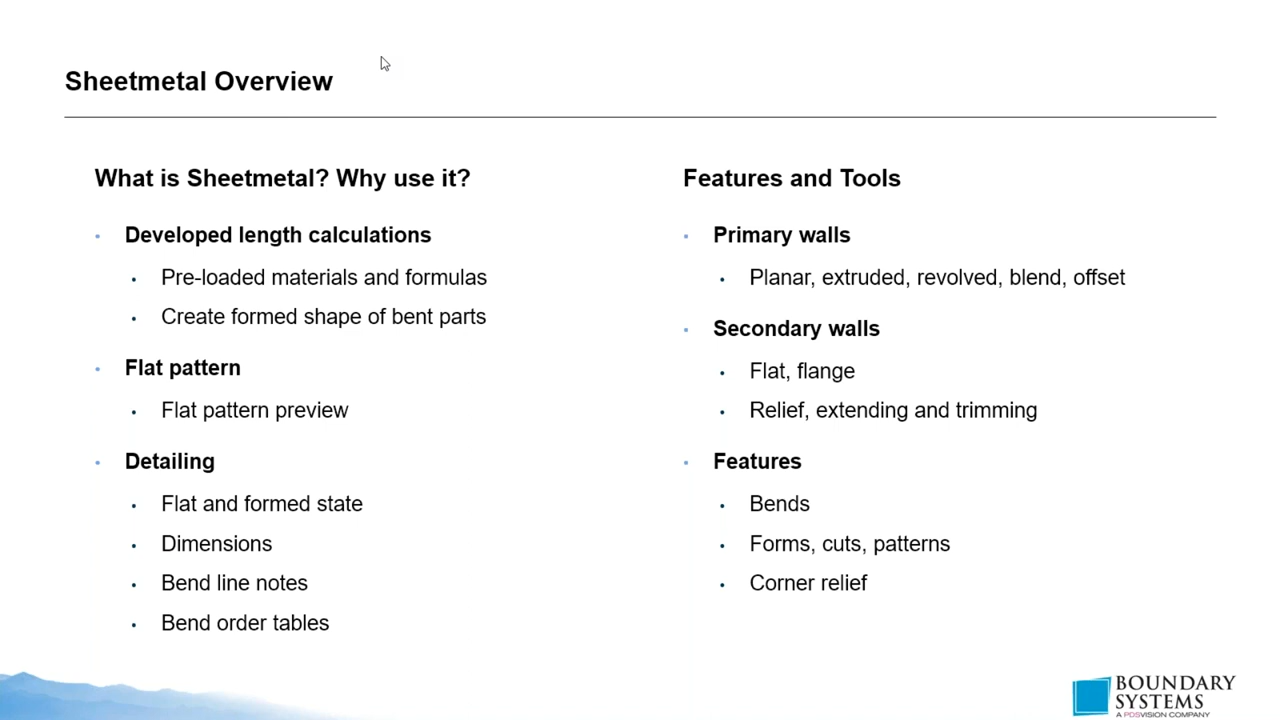 Sheetmetal Overview
What is Sheetmetal? Why use it?
Developed length calculations
Pre-loaded materials and formulas
Create formed shape of bent parts
Flat pattern
Flat pattern preview
Detailing
Flat and formed state
Dimensions
Bend line notes
Bend order tables
Features and Tools
Primary walls
Planar, extruded, revolved, blend, offset
Secondary walls
Flat, flange
Relief, extending and trimming
Features
Bends
Forms, cuts, patterns
Corner relief
BOUNDARY
SYSTEMS
A PDSVISION COMPANY